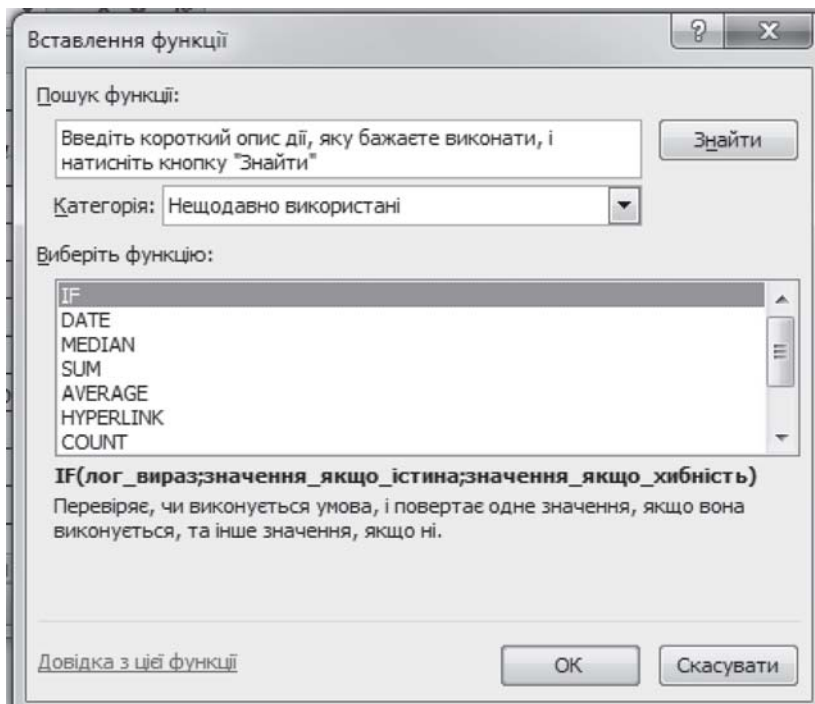 Вставлення функції
Пошук функції:
Введіть короткий опис дії, яку бажаєте виконати, і
натисніть кнопку "Знайти"
Знайти
Категорія: Нещодавно використані
Виберіть функцію:
IF
DATE
MEDIAN
SUM
AVERAGE
HYPERLINK
COUNT
IF(лог_вираз;значення_якщо_істина;значення_якщо_хибність)
Перевіряє, чи виконується умова, і повертає одне значення, якщо вона
виконується, та інше значення, якщо ні.
Довідка з цієї функції
ОК
Скасувати